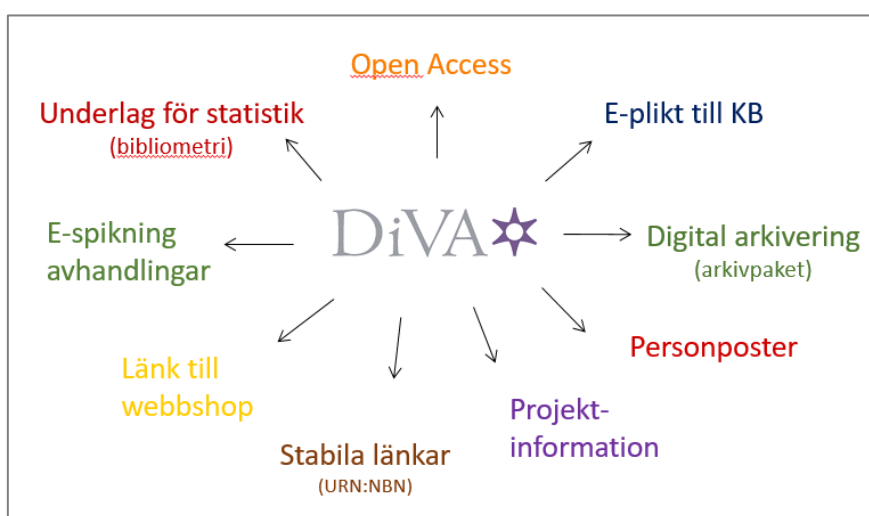 Open Access
Underlag för statistik
(bibliometri)
E-plikt till KB
DiVA
E-spikning
avhandlingar
Digital arkivering
(arkivpaket)
Personposter
Länk till
webbshop
Projekt-
information
Stabila länkar
(URN:NBN)